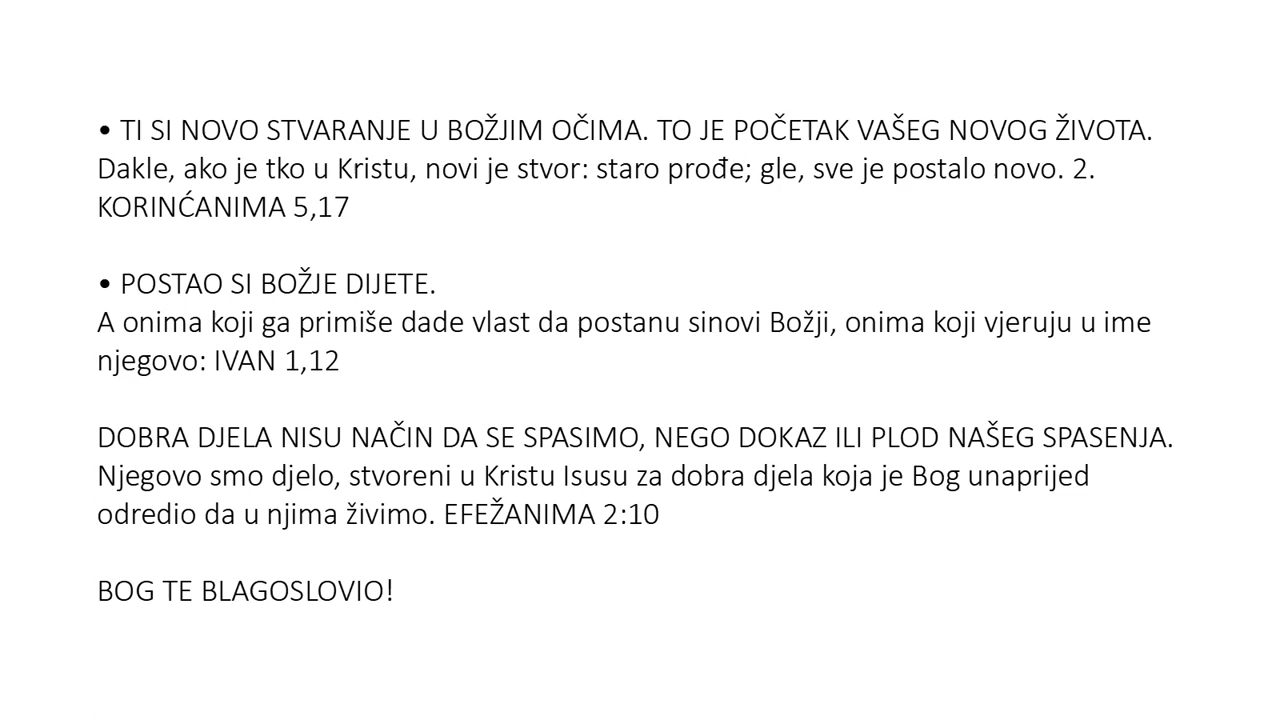 • TI SI NOVO STVARANJE U BOŽJIM OČIMA. TO JE POČETAK VAŠEG NOVOG ŽIVOTA.
Dakle, ako je tko u Kristu, novi je stvor: staro prođe; gle, sve je postalo novo. 2.
KORINĆANIMA 5,17
• POSTAO SI BOŽJE DIJETE.
A onima koji ga primiše dade vlast da postanu sinovi Božji, onima koji vjeruju u ime
njegovo: IVAN 1,12
DOBRA DJELA NISU NAČIN DA SE SPASIMO, NEGO DOKAZ ILI PLOD NAŠEG SPASENJA.
Njegovo smo djelo, stvoreni u Kristu Isusu za dobra djela koja je Bog unaprijed
odredio da u njima živimo. EFEŽANIMA 2:10
BOG TE BLAGOSLOVIO!